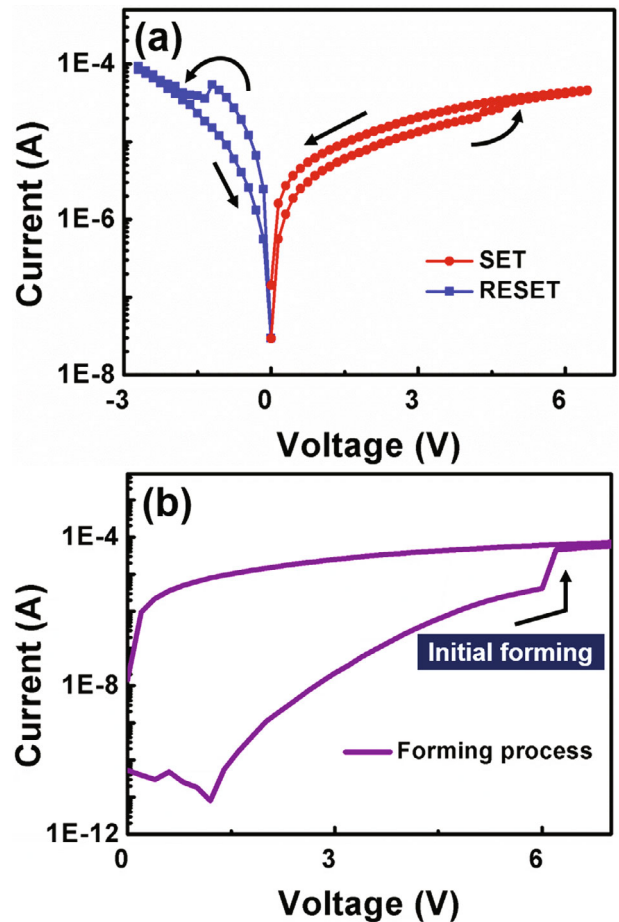 (a)
1E-4
1E-6
1E-8
Current (A)
SET
RESET
-3
0
3
6
Voltage (V)
(b)
1E-4
1E-8
1E-12
Current (A)
Initial forming
Forming process
0
3
6
Voltage (V)